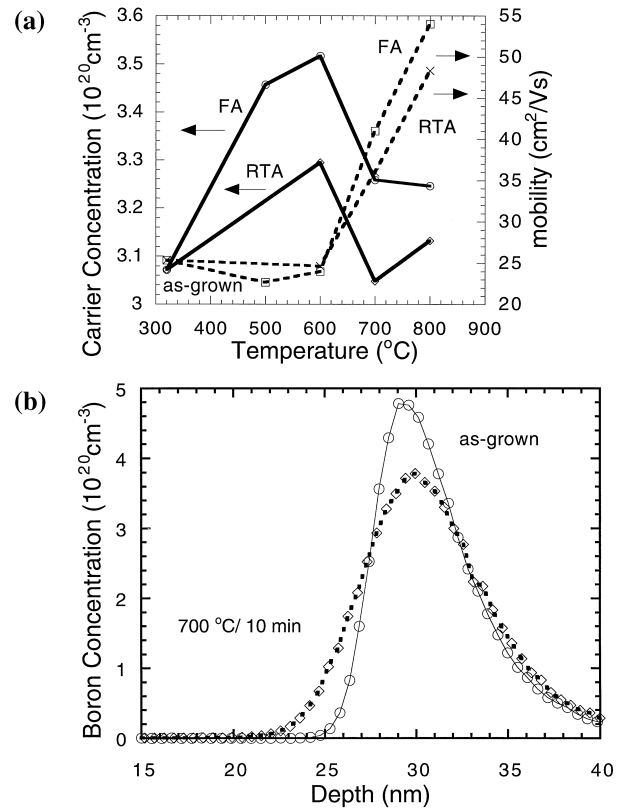 (a)
3.6
3.5
3.4
3.3
3.2
3.1
3
Carrier Concentration (10²⁰cm⁻³)
FA
RTA
as-grown
FA
RTA
55
50
45
40
35
30
25
20
mobility (cm²/Vs)
300 400 500 600 700 800 900
Temperature (°C)
(b)
5
4
3
2
1
0
Boron Concentration (10²⁰cm⁻³)
as-grown
700 °C/ 10 min
15 20 25 30 35 40
Depth (nm)